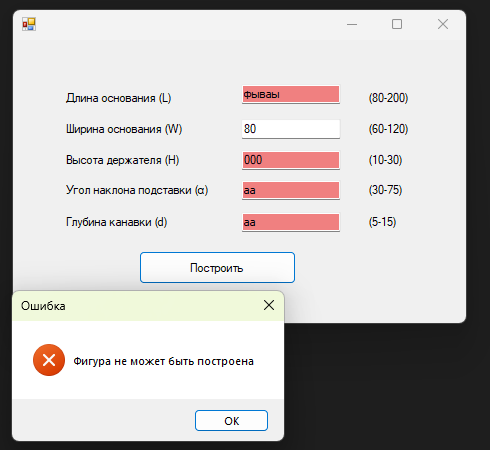 Длина основания (L) фываы (80-200)
Ширина основания (W) 80 (60-120)
Высота держателя (H) 000 (10-30)
Угол наклона подставки (α) аа (30-75)
Глубина канавки (d) аа (5-15)
Построить
Ошибка
Фигура не может быть построена
ОК